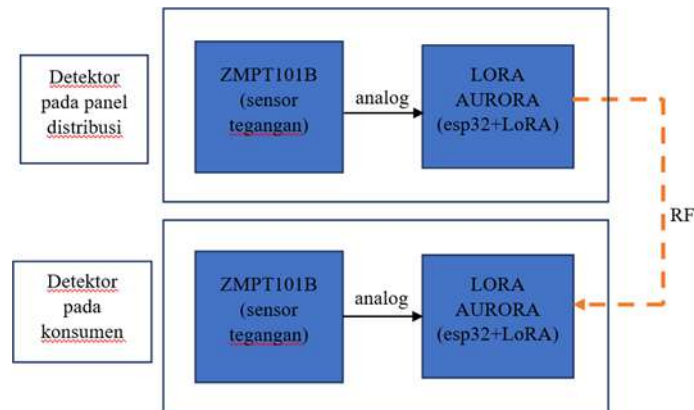 Detektor
pada panel
distribusi
ZMPT101B
(sensor
tegangan)
analog
LORA
AURORA
(esp32+LoRA)
RF
Detektor
pada
konsumen
ZMPT101B
(sensor
tegangan)
analog
LORA
AURORA
(esp32+LoRA)